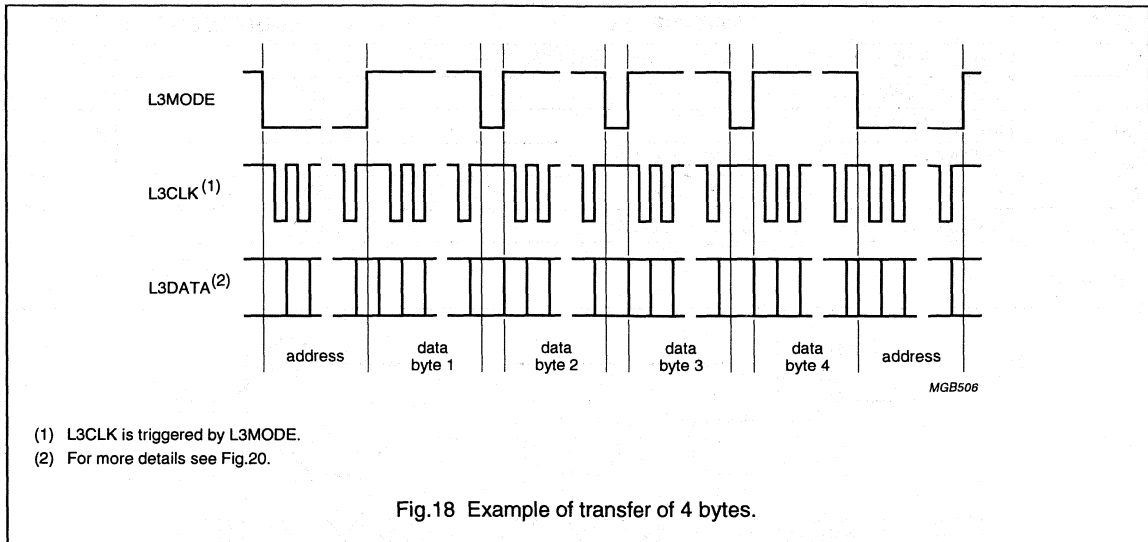 L3MODE
L3CLK(1)
L3DATA(2)
address
data
byte 1
data
byte 2
data
byte 3
data
byte 4
address
MGB506
(1) L3CLK is triggered by L3MODE.
(2) For more details see Fig.20.
Fig.18 Example of transfer of 4 bytes.